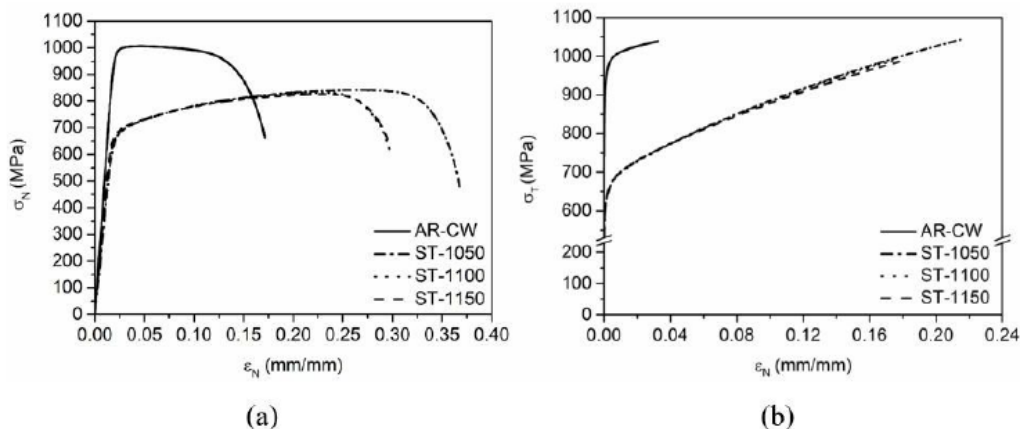 1100
1000
900
800
700
600
500
400
300
200
100
0
σN (MPa)
0.00 0.05 0.10 0.15 0.20 0.25 0.30 0.35 0.40
εN (mm/mm)
AR-CW
ST-1050
ST-1100
ST-1150
(a)
1100
1000
900
800
700
600
200
100
0
σT (MPa)
0.00 0.04 0.08 0.12 0.16 0.20 0.24
εN (mm/mm)
AR-CW
ST-1050
ST-1100
ST-1150
(b)